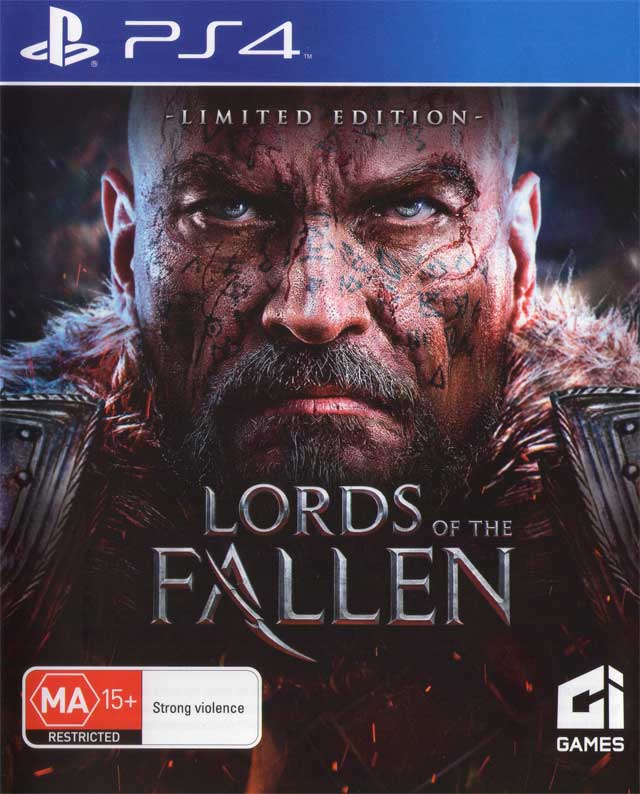 PS4
-LIMITED EDITION-
LORDS OF THE
FALLEN
MA 15+
RESTRICTED
Strong violence
Ci
GAMES